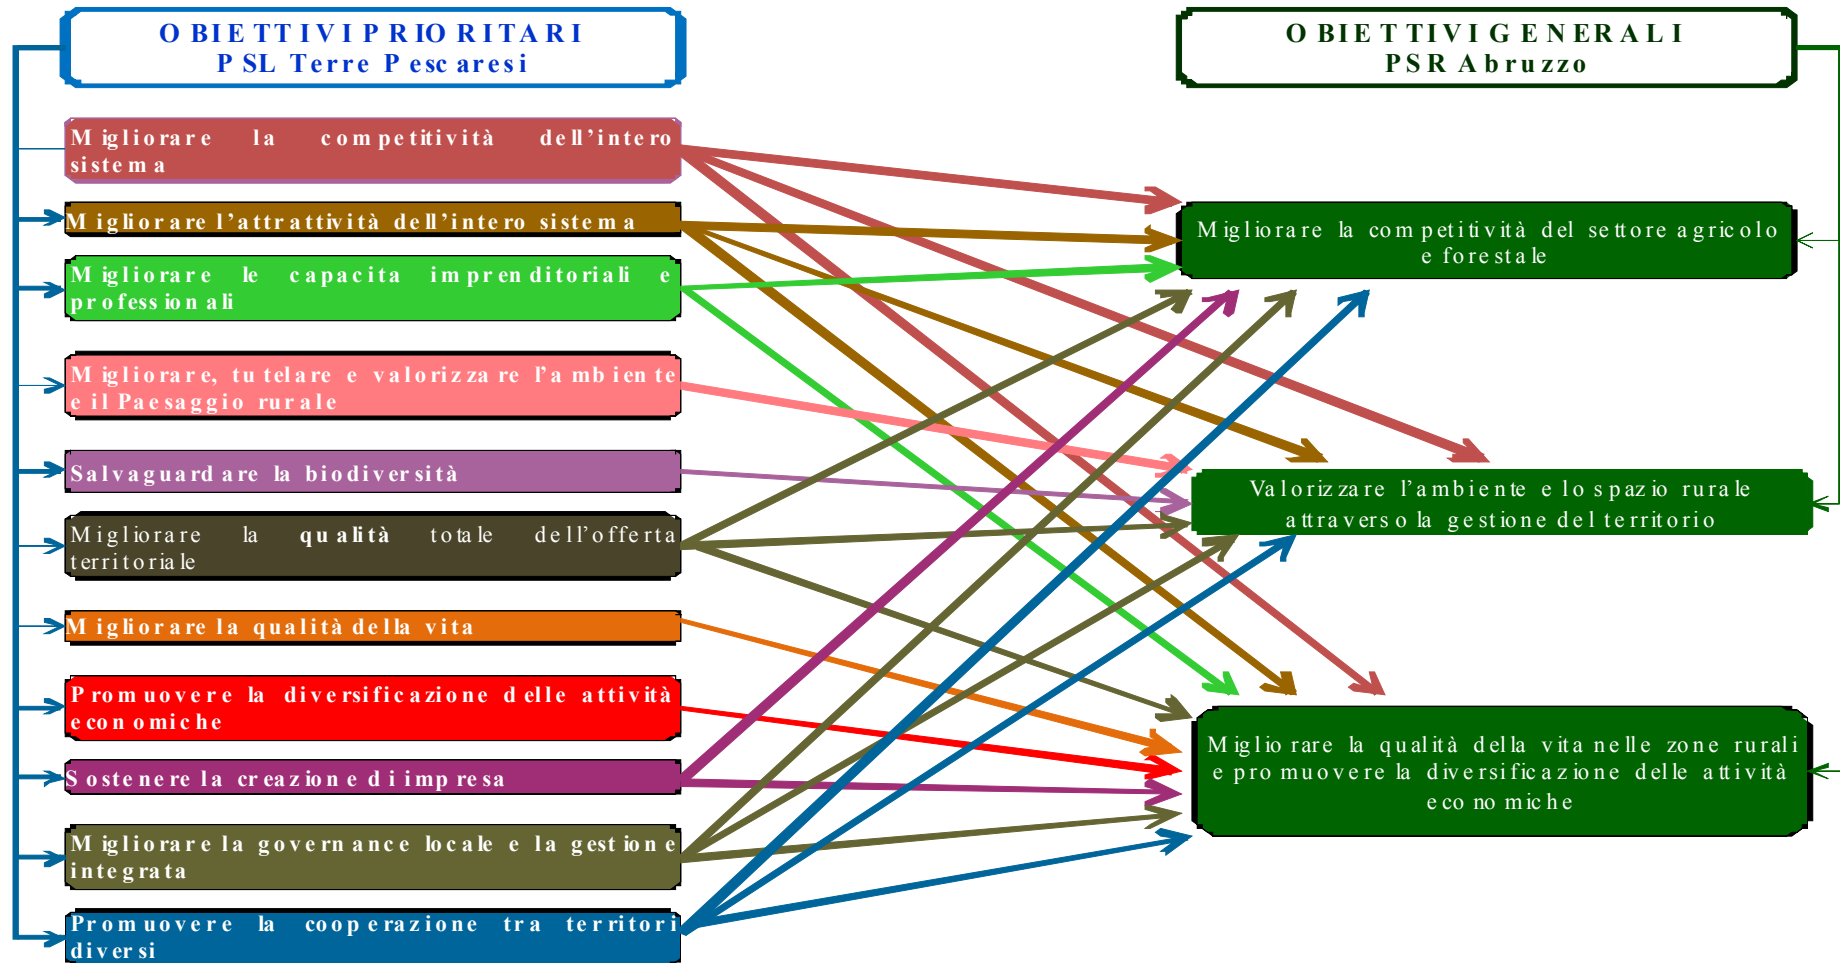 OBIETTIVI PRIORITARI
PSL Terre Pescaresi
Migliorare la competitività dell'intero
sistema
Migliorare l'attrattività dell'intero sistema
Migliorare le capacita imprenditoriali e
professionali
Migliorare, tutelare e valorizzare l'ambiente
e il Paesaggio rurale
Salvaguardare la biodiversità
Migliorare la qualità totale dell'offerta
territoriale
Migliorare la qualità della vita
Promuovere la diversificazione delle attività
economiche
Sostenere la creazione di impresa
Migliorare la governance locale e la gestione
integrata
Promuovere la cooperazione tra territori
diversi
OBIETTIVI GENERALI
PSR Abruzzo
Migliorare la competitività del settore agricolo
e forestale
Valorizzare l'ambiente e lo spazio rurale
attraverso la gestione del territorio
Migliorare la qualità della vita nelle zone rurali
e promuovere la diversificazione delle attività
economiche